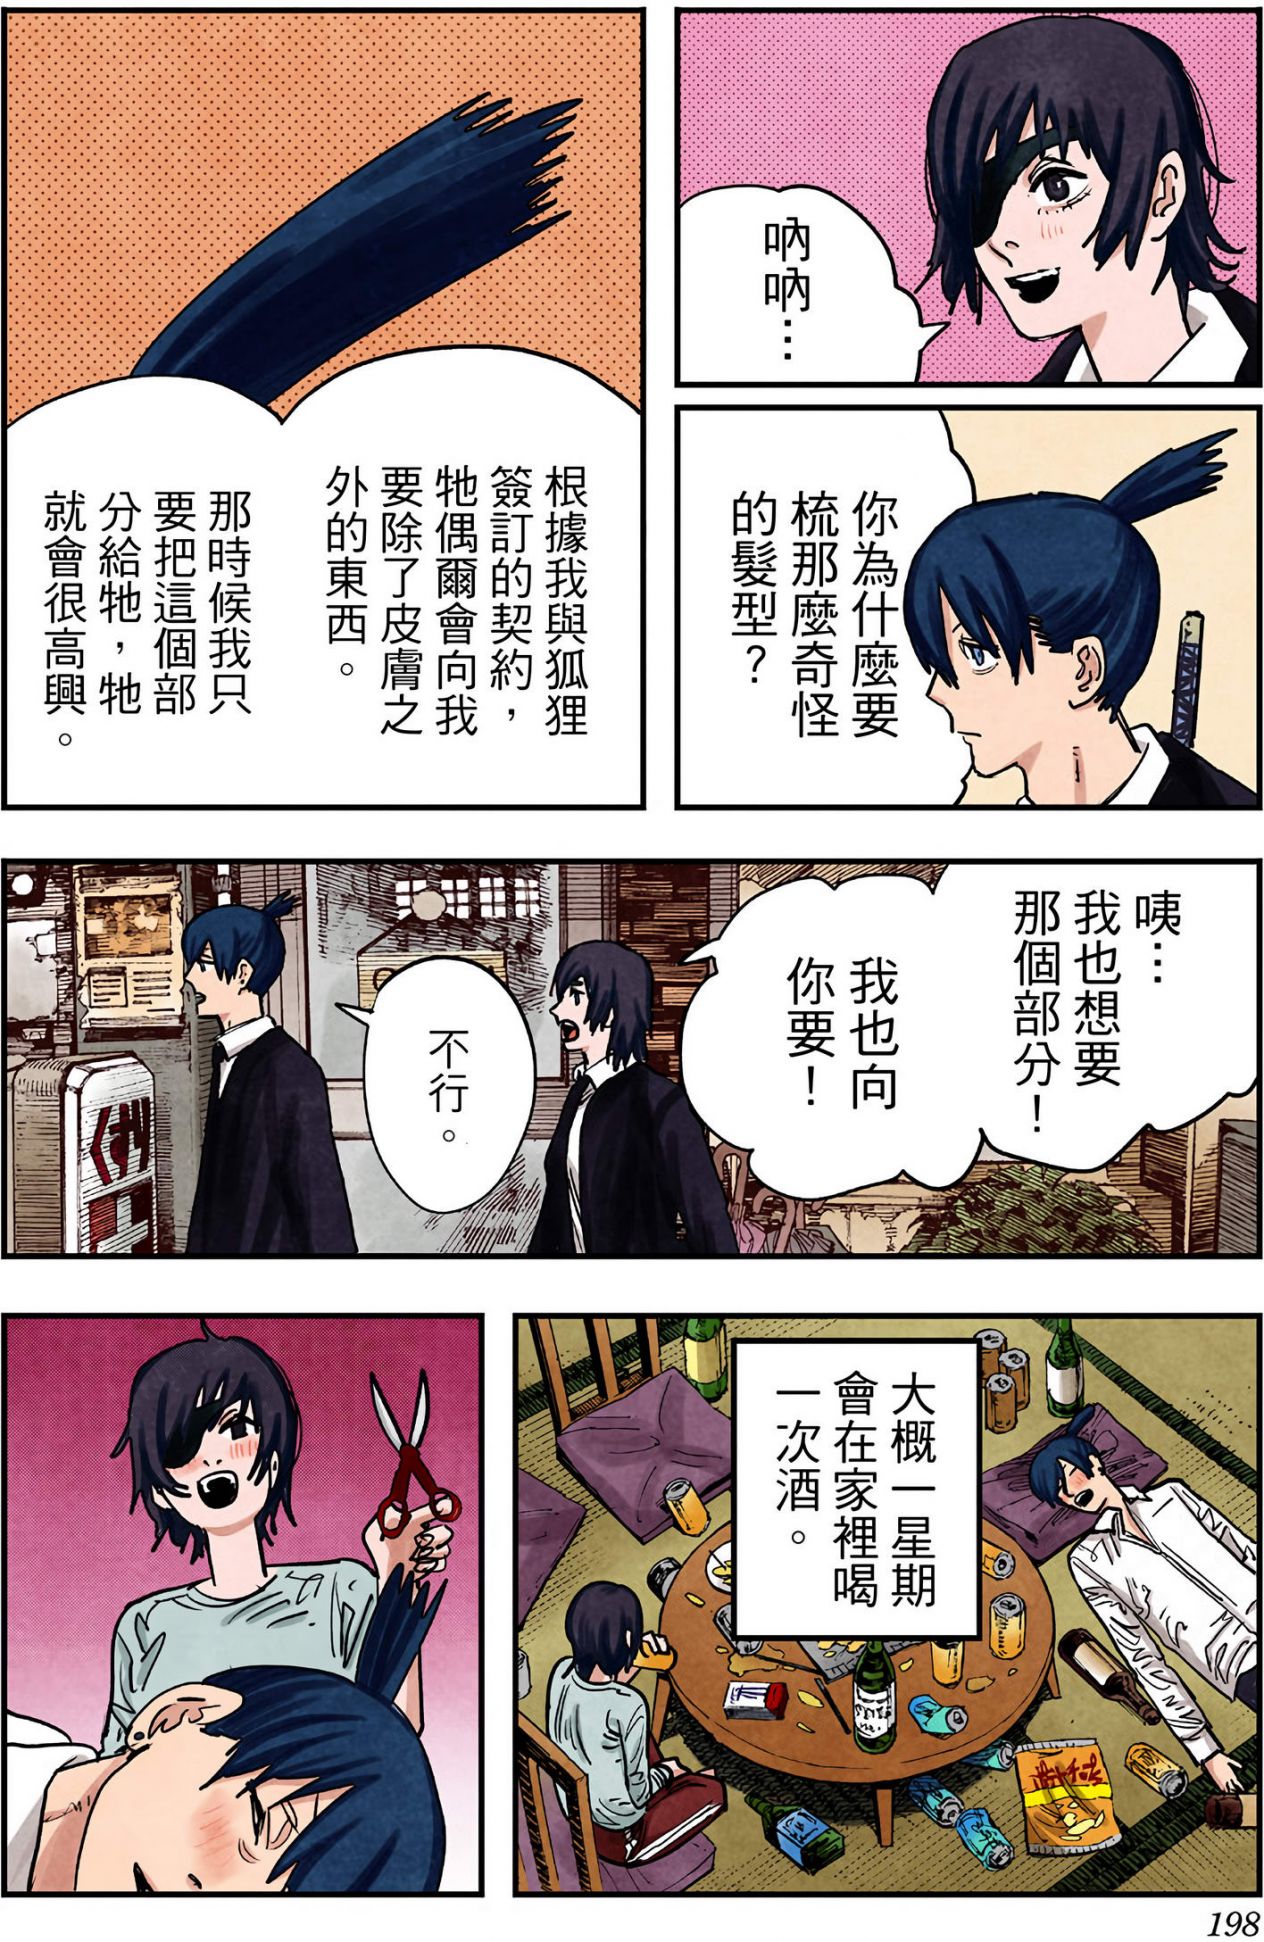 吶吶…
你為什麼要
梳那麼奇怪
的髮型？
根據我與狐狸
簽訂的契約，
牠偶爾會向我
要除了皮膚之
外的東西。
那時候我只
要把這個部
分給牠，牠
就會很高興。
咦…
我也想要
那個部分！
我也向
你要！
不行。
くすり
大概一星期
會在家裡喝
一次酒。
198